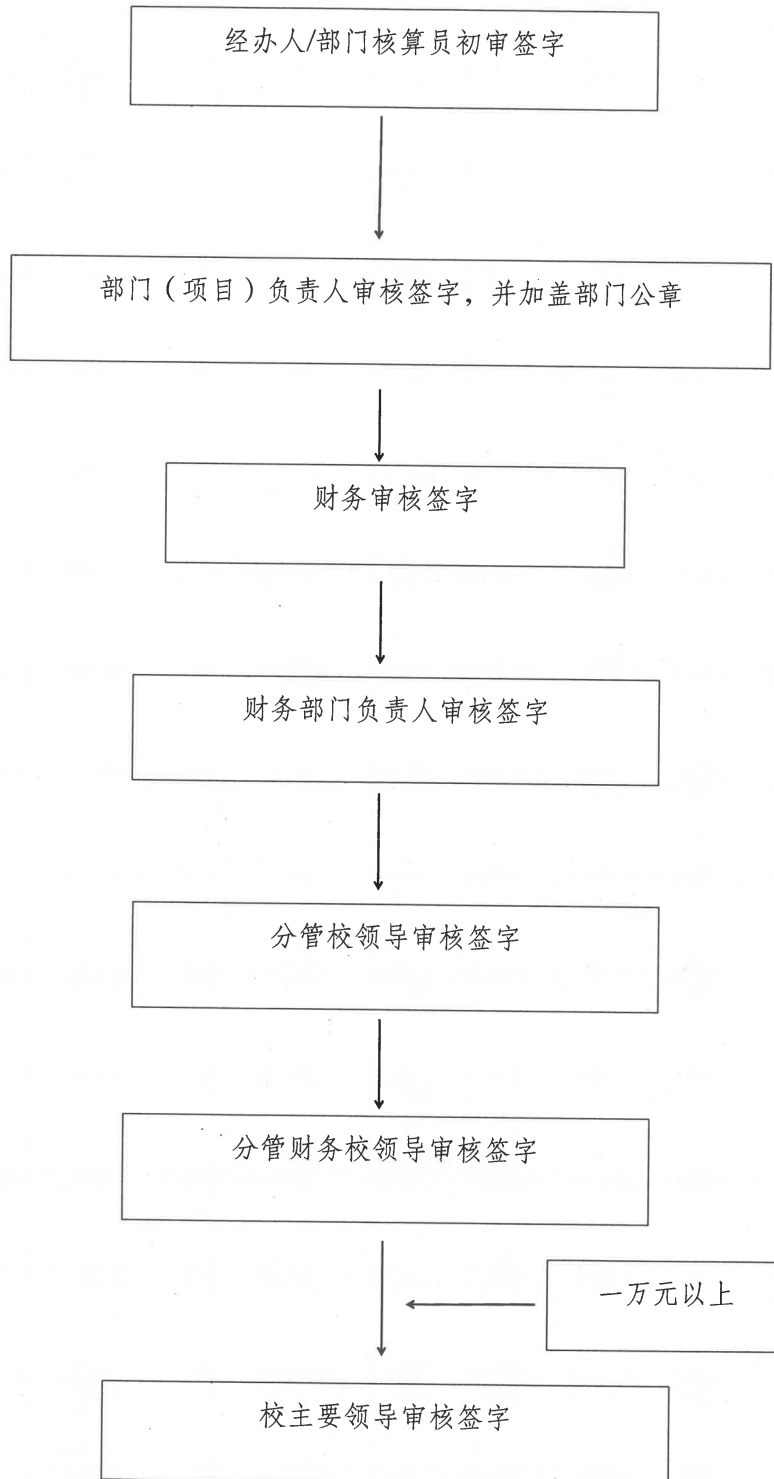 经办人/部门核算员初审签字
部门（项目）负责人审核签字，并加盖部门公章
财务审核签字
财务部门负责人审核签字
分管校领导审核签字
分管财务校领导审核签字
一万元以上
校主要领导审核签字